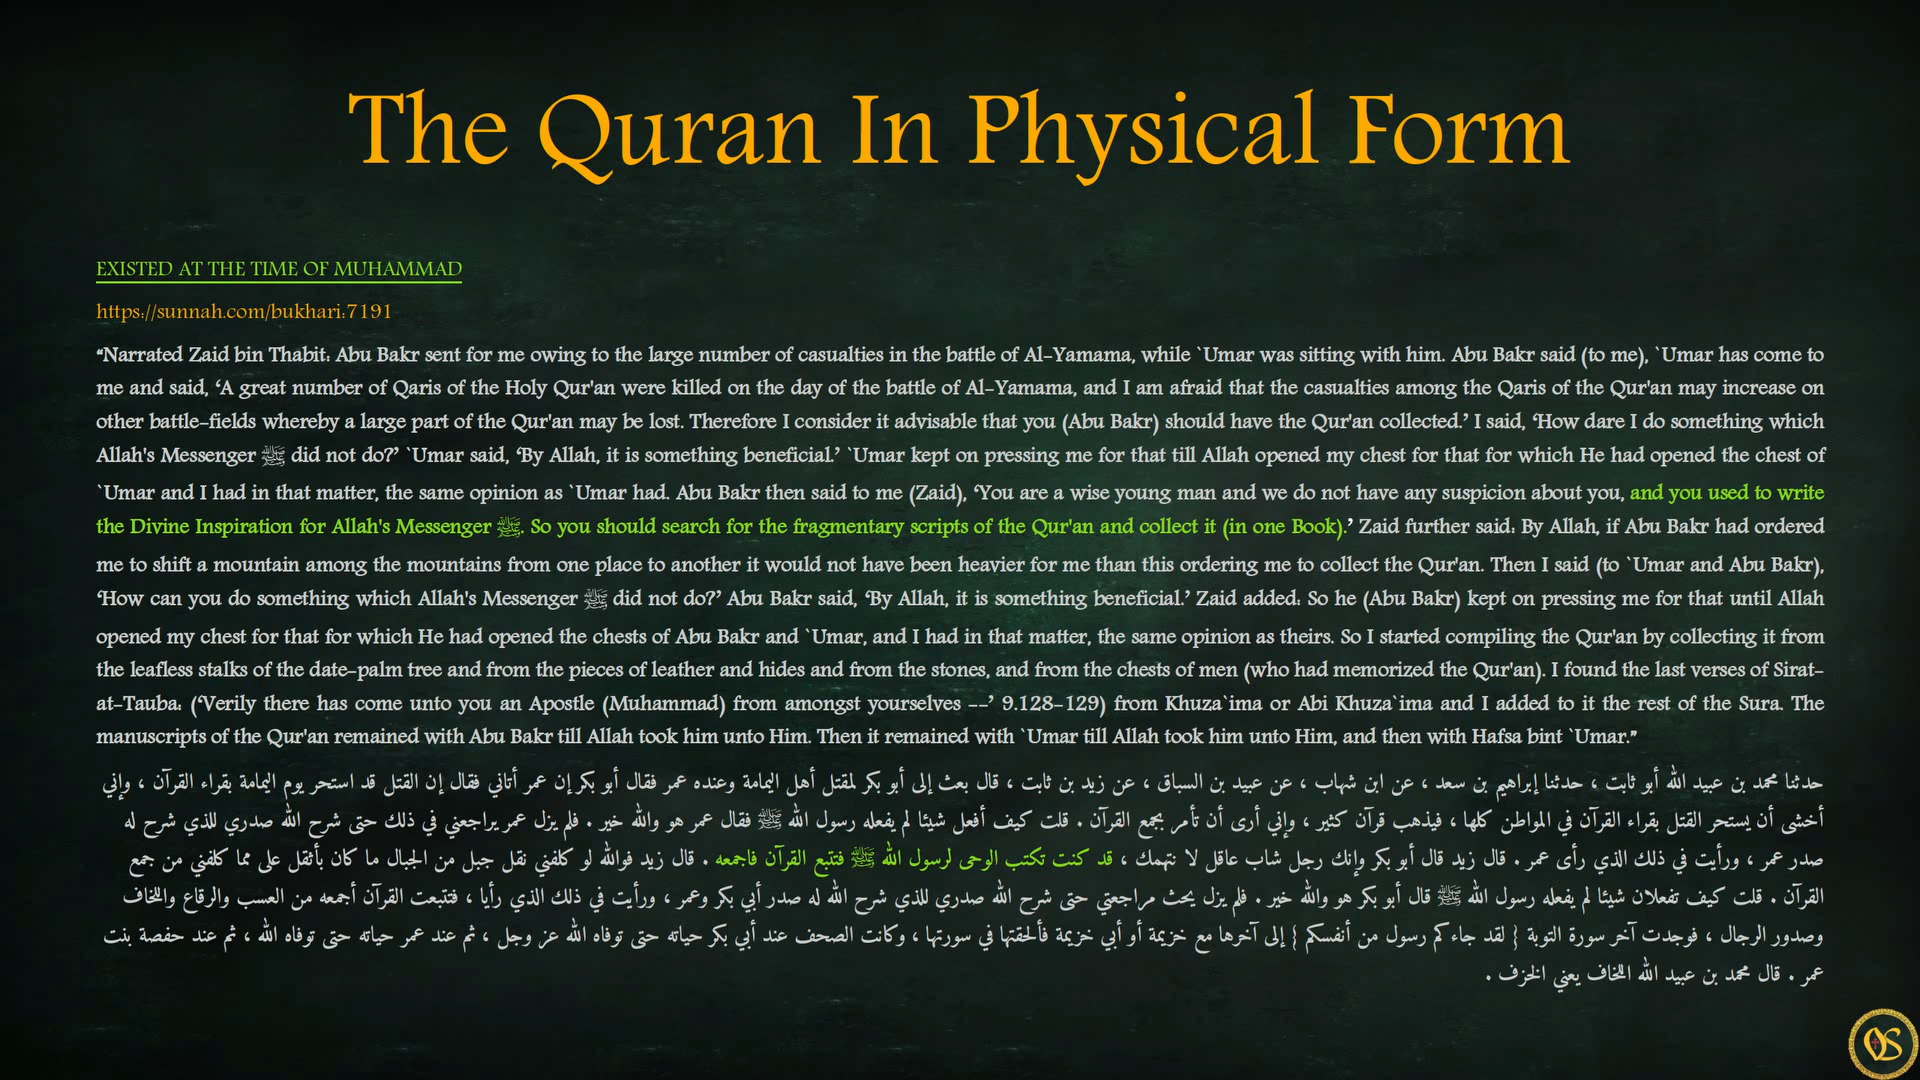 The Quran In Physical Form
EXISTED AT THE TIME OF MUHAMMAD
https://sunnah.com/bukhari:7191
“Narrated Zaid bin Thabit: Abu Bakr sent for me owing to the large number of casualties in the battle of Al-Yamama, while `Umar was sitting with him. Abu Bakr said (to me), `Umar has come to
me and said, ‘A great number of Qaris of the Holy Qur'an were killed on the day of the battle of Al-Yamama, and I am afraid that the casualties among the Qaris of the Qur'an may increase on
other battle-fields whereby a large part of the Qur'an may be lost. Therefore I consider it advisable that you (Abu Bakr) should have the Qur'an collected.’ I said, ‘How dare I do something which
Allah's Messenger ﷺ did not do?’ `Umar said, ‘By Allah, it is something beneficial.’ `Umar kept on pressing me for that till Allah opened my chest for that for which He had opened the chest of
`Umar and I had in that matter, the same opinion as `Umar had. Abu Bakr then said to me (Zaid), ‘You are a wise young man and we do not have any suspicion about you, and you used to write
the Divine Inspiration for Allah's Messenger ﷺ. So you should search for the fragmentary scripts of the Qur'an and collect it (in one Book).’ Zaid further said: By Allah, if Abu Bakr had ordered
me to shift a mountain among the mountains from one place to another it would not have been heavier for me than this ordering me to collect the Qur'an. Then I said (to `Umar and Abu Bakr),
‘How can you do something which Allah's Messenger ﷺ did not do?’ Abu Bakr said, ‘By Allah, it is something beneficial.’ Zaid added: So he (Abu Bakr) kept on pressing me for that until Allah
opened my chest for that for which He had opened the chests of Abu Bakr and `Umar, and I had in that matter, the same opinion as theirs. So I started compiling the Qur'an by collecting it from
the leafless stalks of the date-palm tree and from the pieces of leather and hides and from the stones, and from the chests of men (who had memorized the Qur'an). I found the last verses of Sirat-
at-Tauba: (‘Verily there has come unto you an Apostle (Muhammad) from amongst yourselves --’ 9.128-129) from Khuza`ima or Abi Khuza`ima and I added to it the rest of the Sura. The
manuscripts of the Qur'an remained with Abu Bakr till Allah took him unto Him. Then it remained with `Umar till Allah took him unto Him, and then with Hafsa bint `Umar.”
حدثنا محمد بن عبيد الله أبو ثابت ، حدثنا إبراهيم بن سعد ، عن ابن شهاب ، عن عبيد بن السباق ، عن زيد بن ثابت ، قال بعث إلى أبو بكر لمقتل أهل اليمامة وعنده عمر فقال أبو بكر إن عمر أتاني فقال إن القتل قد استحر يوم اليمامة بقراء القرآن ، وإني
أخشى أن يستحر القتل بقراء القرآن في المواطن كلها ، فيذهب قرآن كثير ، وإني أرى أن تأمر بجمع القرآن . قلت كيف أفعل شيئا لم يفعله رسول الله ﷺ فقال عمر هو والله خير . فلم يزل عمر يراجعني في ذلك حتى شرح الله صدري للذي شرح له
صدر عمر ، ورأيت في ذلك الذي رأى عمر . قال زيد قال أبو بكر وإنك رجل شاب عاقل لا نتهمك ، قد كنت تكتب الوحى لرسول الله ﷺ فتتبع القرآن فاجمعه . قال زيد فوالله لو كلفني نقل جبل من الجبال ما كان بأثقل على مما كلفني من جمع
القرآن . قلت كيف تفعلان شيئا لم يفعله رسول الله ﷺ قال أبو بكر هو والله خير . فلم يزل يحث مراجعتي حتى شرح الله صدري للذي شرح الله له صدر أبي بكر وعمر ، ورأيت في ذلك الذي رأيا ، فتتبعت القرآن أجمعه من العسب والرقاع واللخاف
وصدور الرجال ، فوجدت آخر سورة التوبة { لقد جاءكم رسول من أنفسكم } إلى آخرها مع خزيمة أو أبي خزيمة فألحقتها في سورتها ، وكانت الصحف عند أبي بكر حياته حتى توفاه الله عز وجل ، ثم عند عمر حياته حتى توفاه الله ، ثم عند حفصة بنت
عمر . قال محمد بن عبيد الله اللخاف يعني الخزف .